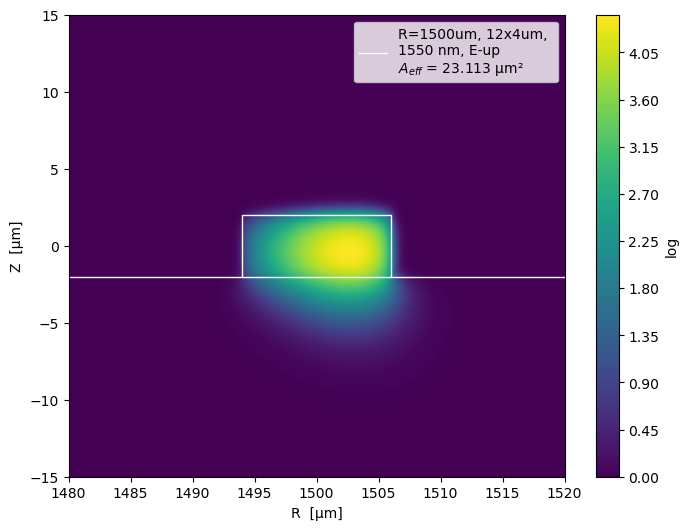 R=1500um, 12x4um,
1550 nm, E-up
A_eff = 23.113 µm²
15
10
5
0
−5
−10
−15
Z [µm]
1480 1485 1490 1495 1500 1505 1510 1515 1520
R [µm]
4.05
3.60
3.15
2.70
2.25
1.80
1.35
0.90
0.45
0.00
log